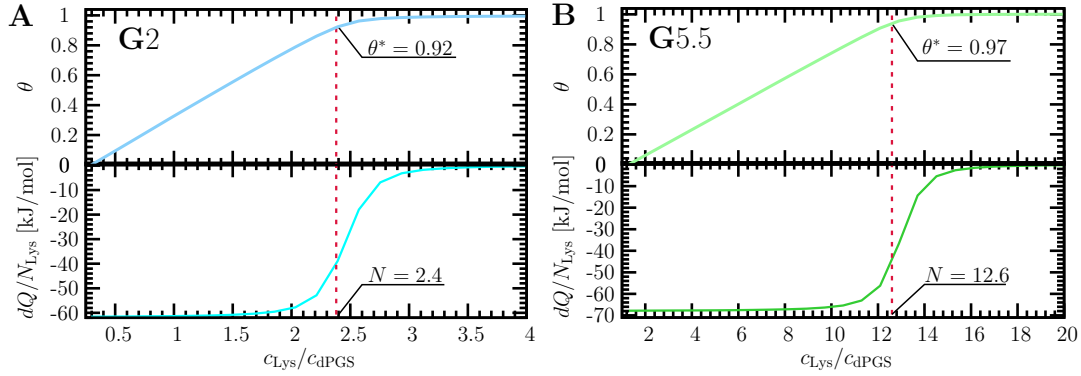 A
G2
θ
1
0.8
0.6
0.4
0.2
0
θ* = 0.92
dQ/N_Lys [kJ/mol]
-10
-20
-30
-40
-50
-60
N = 2.4
0.5 1 1.5 2 2.5 3 3.5 4
c_Lys/c_dPGS
B
G5.5
θ
1
0.8
0.6
0.4
0.2
0
θ* = 0.97
dQ/N_Lys [kJ/mol]
-10
-20
-30
-40
-50
-60
-70
N = 12.6
2 4 6 8 10 12 14 16 18 20
c_Lys/c_dPGS